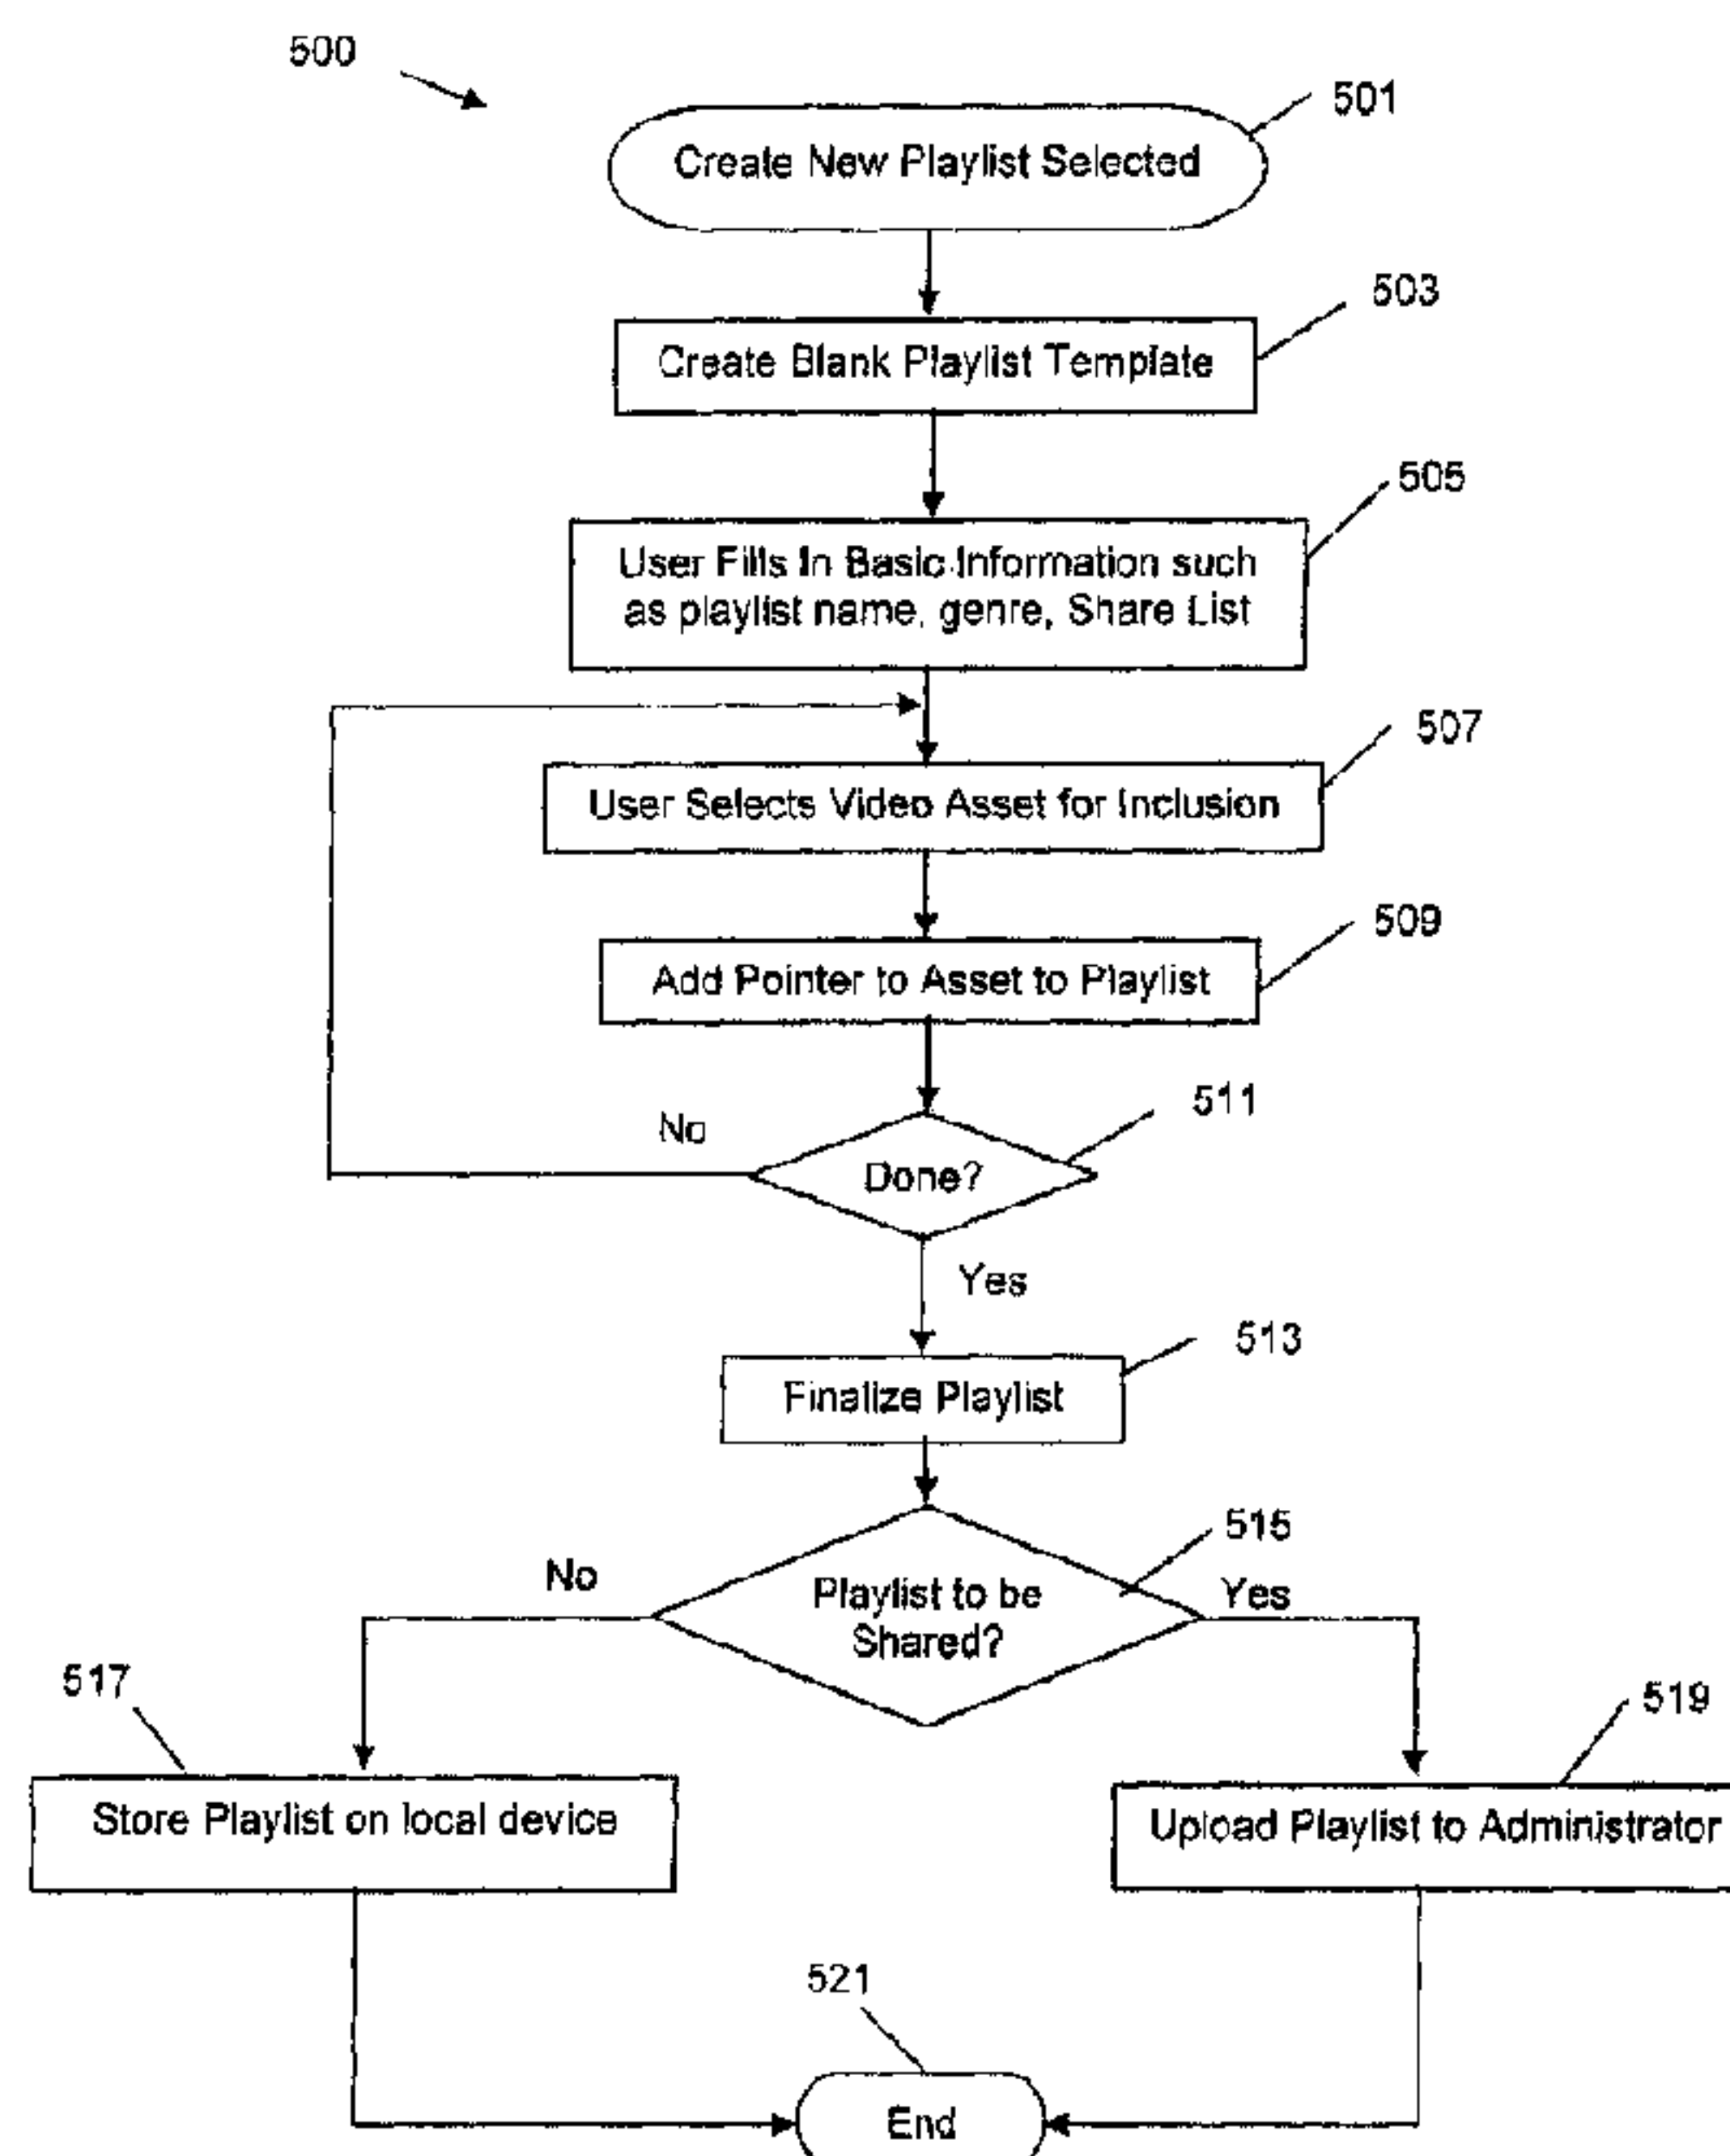 500
501
Create New Playlist Selected
503
Create Blank Playlist Template
505
User Fills In Basic Information such
as playlist name, genre, Share List
507
User Selects Video Asset for Inclusion
509
Add Pointer to Asset to Playlist
511
No
Done?
Yes
513
Finalize Playlist
515
No
Playlist to be
Shared?
Yes
517
519
Store Playlist on local device
Upload Playlist to Administrator
521
End